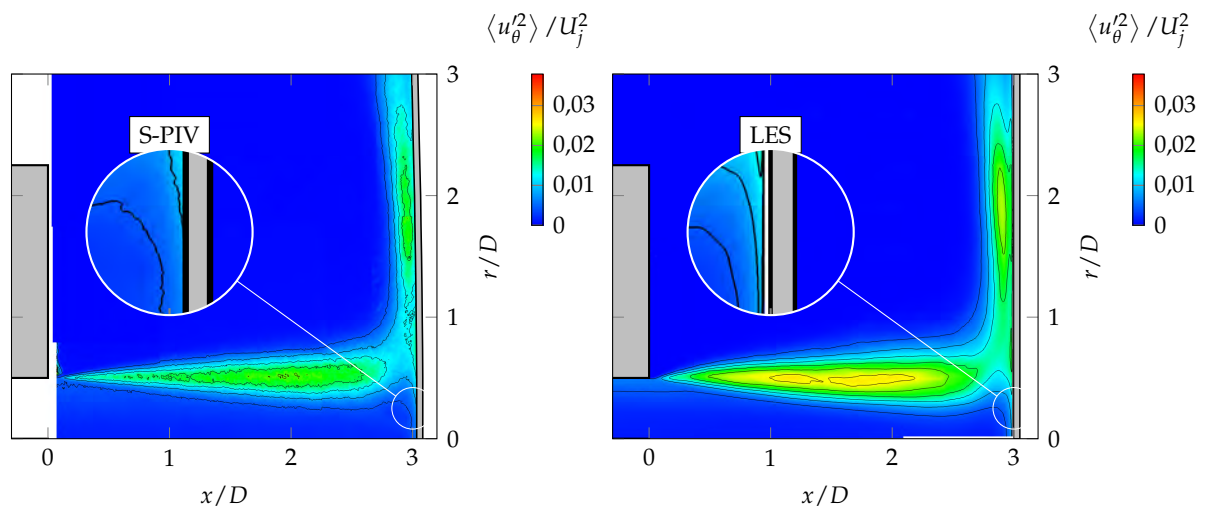 ⟨u′²_θ⟩ / U²_j
S-PIV
0,03
0,02
0,01
0
3
2
1
0
r/D
0 1 2 3
x/D
⟨u′²_θ⟩ / U²_j
LES
0,03
0,02
0,01
0
3
2
1
0
r/D
0 1 2 3
x/D